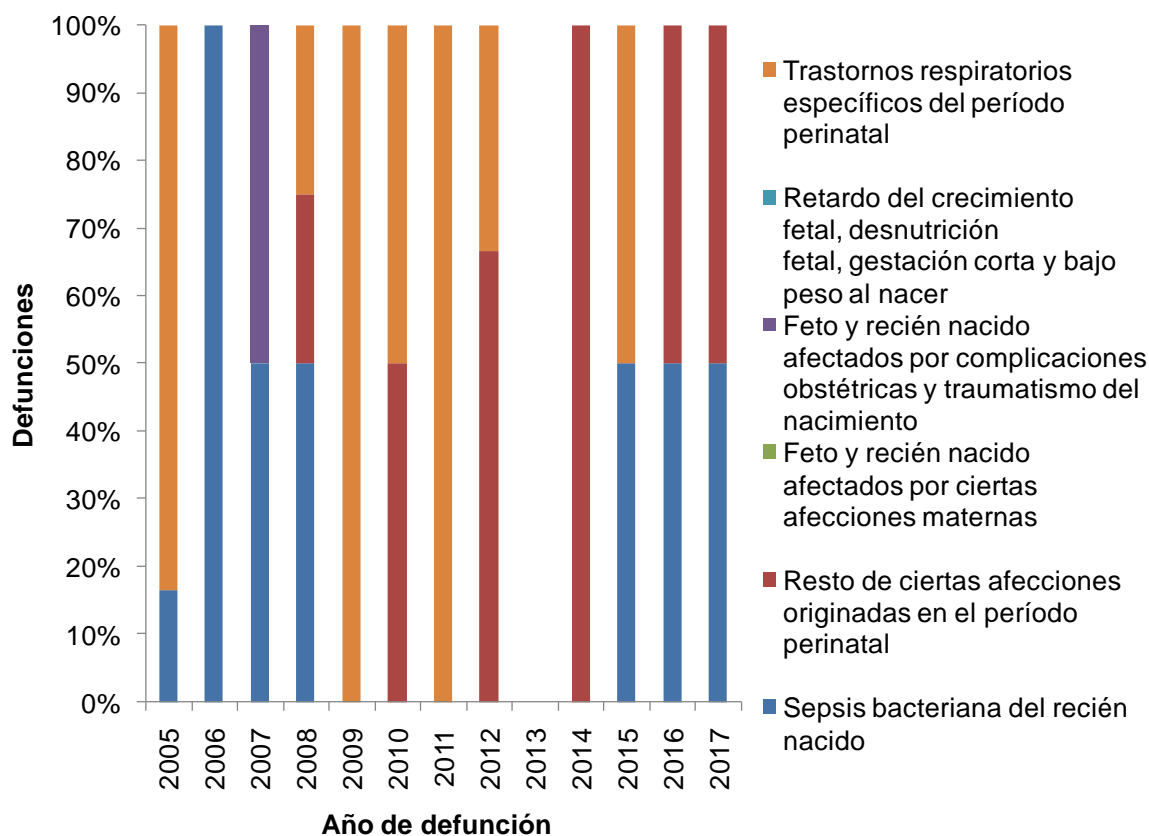 100%
90%
80%
70%
60%
50%
40%
30%
20%
10%
0%
Defunciones
2005
2006
2007
2008
2009
2010
2011
2012
2013
2014
2015
2016
2017
Año de defunción
Trastornos respiratorios
específicos del período
perinatal
Retardo del crecimiento
fetal, desnutrición
fetal, gestación corta y bajo
peso al nacer
Feto y recién nacido
afectados por complicaciones
obstétricas y traumatismo del
nacimiento
Feto y recién nacido
afectados por ciertas
afecciones maternas
Resto de ciertas afecciones
originadas en el período
perinatal
Sepsis bacteriana del recién
nacido